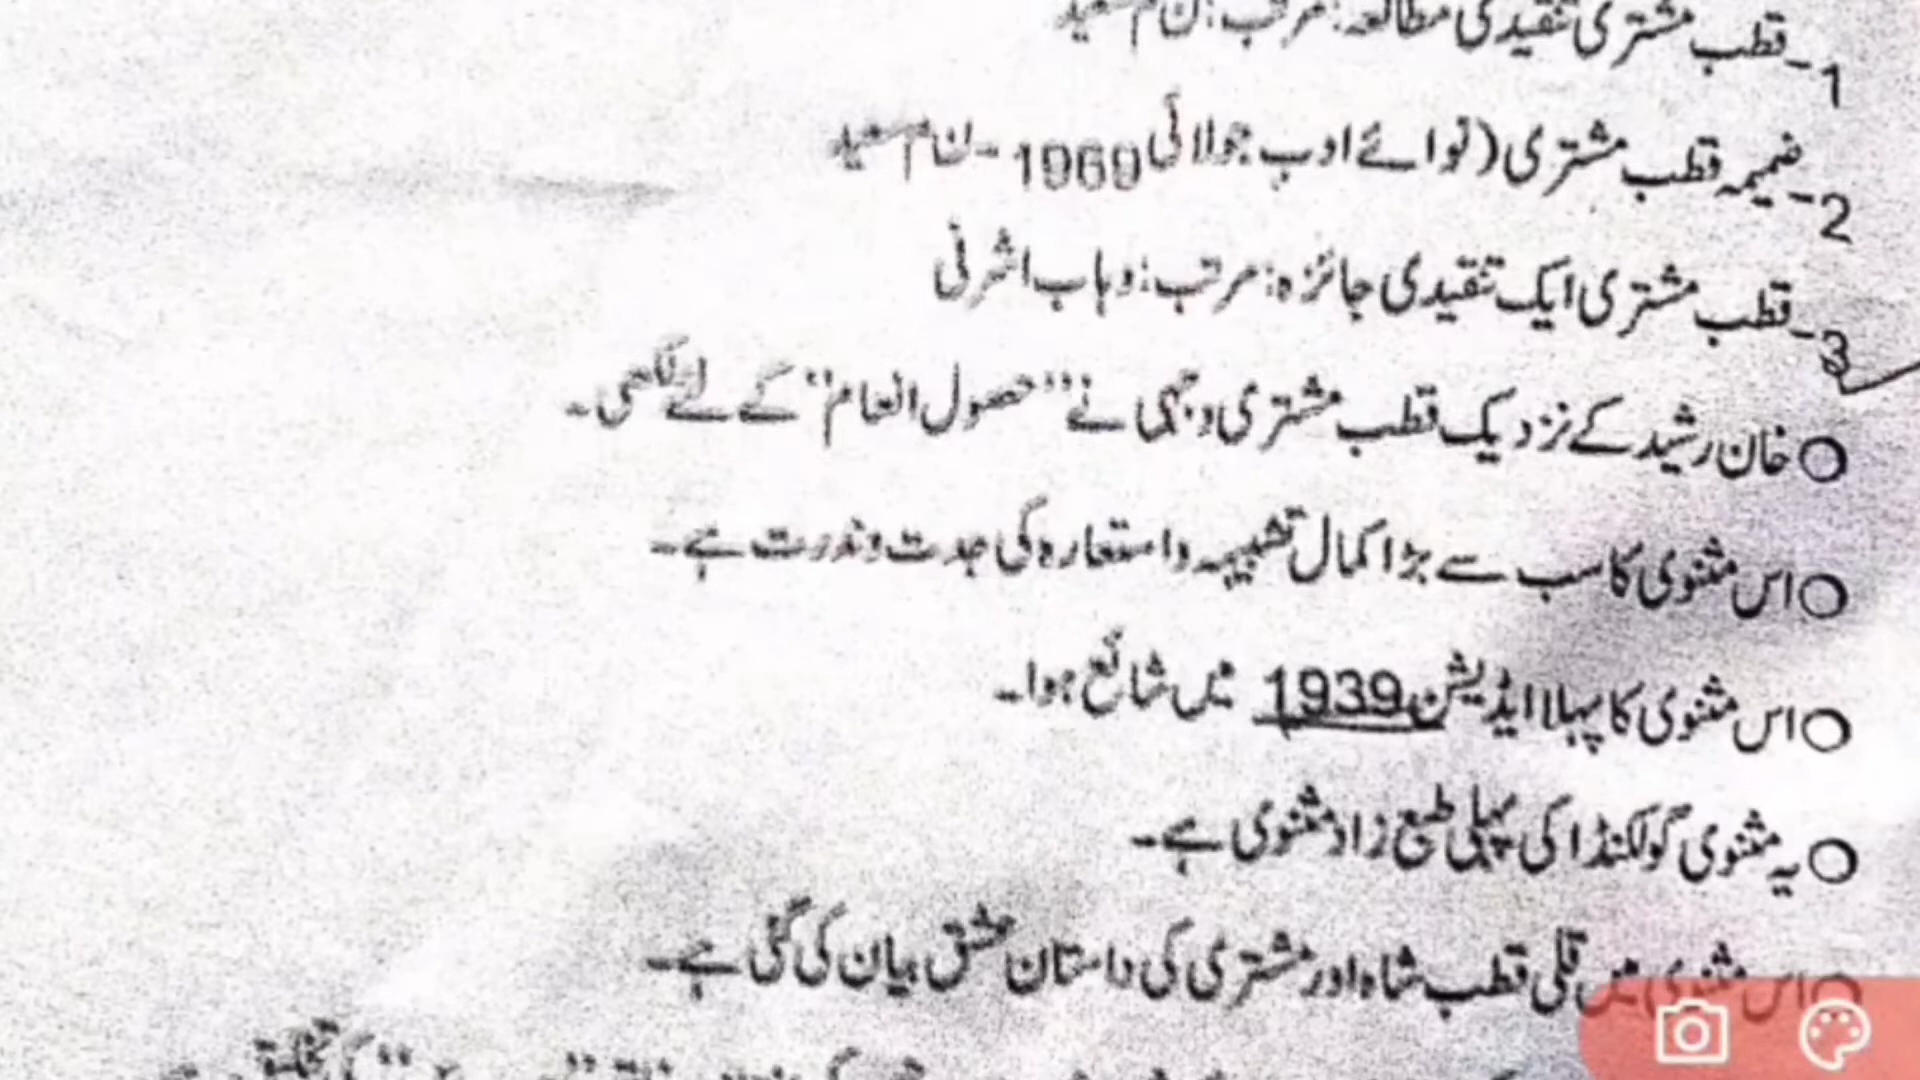 1-قطب مشتری تنقیدی مطالعہ: مرتب:
2-ضمیمہ قطب مشتری (نوائے ادب جولائی 1969-
3-قطب مشتری ایک تنقیدی جائزہ: مرتب: وہاب اشرفی
خان رشید کے نزدیک قطب مشتری وجہی نے "حصول انعام" کے لئے لکھی۔
اس مثنوی کا سب سے بڑا کمال تشبیہہ و استعارہ کی جدت و ندرت ہے۔
اس مثنوی کا پہلا ایڈیشن 1939 میں شائع ہوا۔
یہ مثنوی گولکنڈا کی پہلی طبع زاد مثنوی ہے۔
اس مثنوی میں قلی قطب شاہ اور مشتری کی داستان عشق بیان کی گئی ہے۔